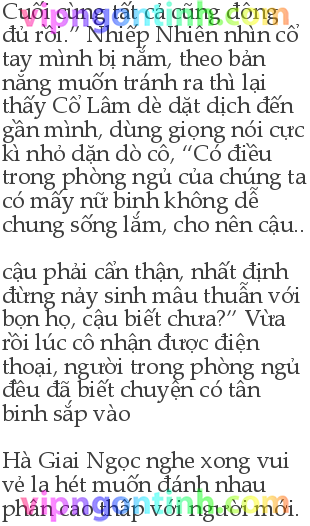 vipngontinh.com
Cuối cùng tất cả cũng đông
đủ rồi.” Nhiếp Nhiên nhìn cổ
tay mình bị nắm, theo bản
năng muốn tránh ra thì lại
thấy Cổ Lâm dè dặt dịch đến
gần mình, dùng giọng nói cực
kì nhỏ dặn dò cô, “Có điều
trong phòng ngủ của chúng ta
có mấy nữ binh không dễ
chung sống lắm, cho nên cậu..
cậu phải cẩn thận, nhất định
đừng nảy sinh mâu thuẫn với
bọn họ, cậu biết chưa?” Vừa
rồi lúc cô nhận được điện
thoại, người trong phòng ngủ
đêu đã biết chuyện có tân
binh sắp vào
Hà Giai Ngọc nghe xong vui
vẻ la hét muốn đánh nhau
phân cao thấp với người mới.
vipngontinh.com